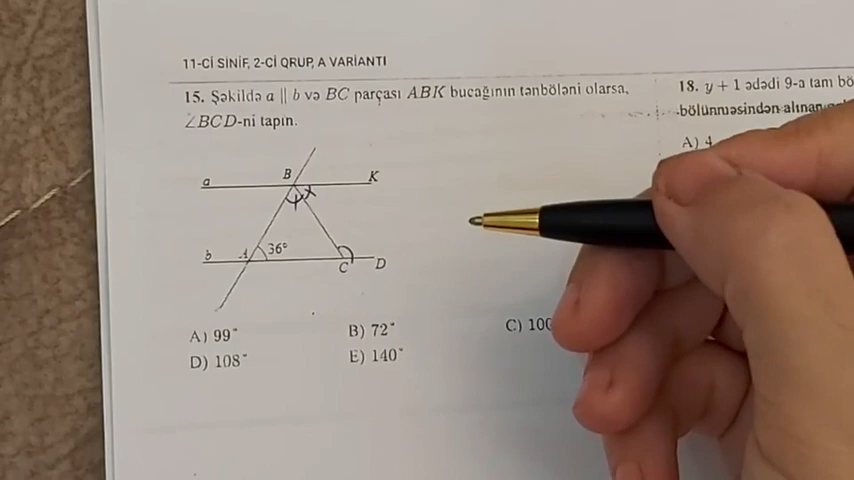 11-Cİ SİNİF, 2-Cİ QRUP, A VARİANTI
15. Şəkildə a || b və BC parçası ABK bucağının tənböləni olarsa,
∠BCD-ni tapın.
a B K
b A 36° C D
A) 99° B) 72° C) 100
D) 108° E) 140°
18. y + 1 ədədi 9-a tam bö
bölünməsindən alınan
A) 4